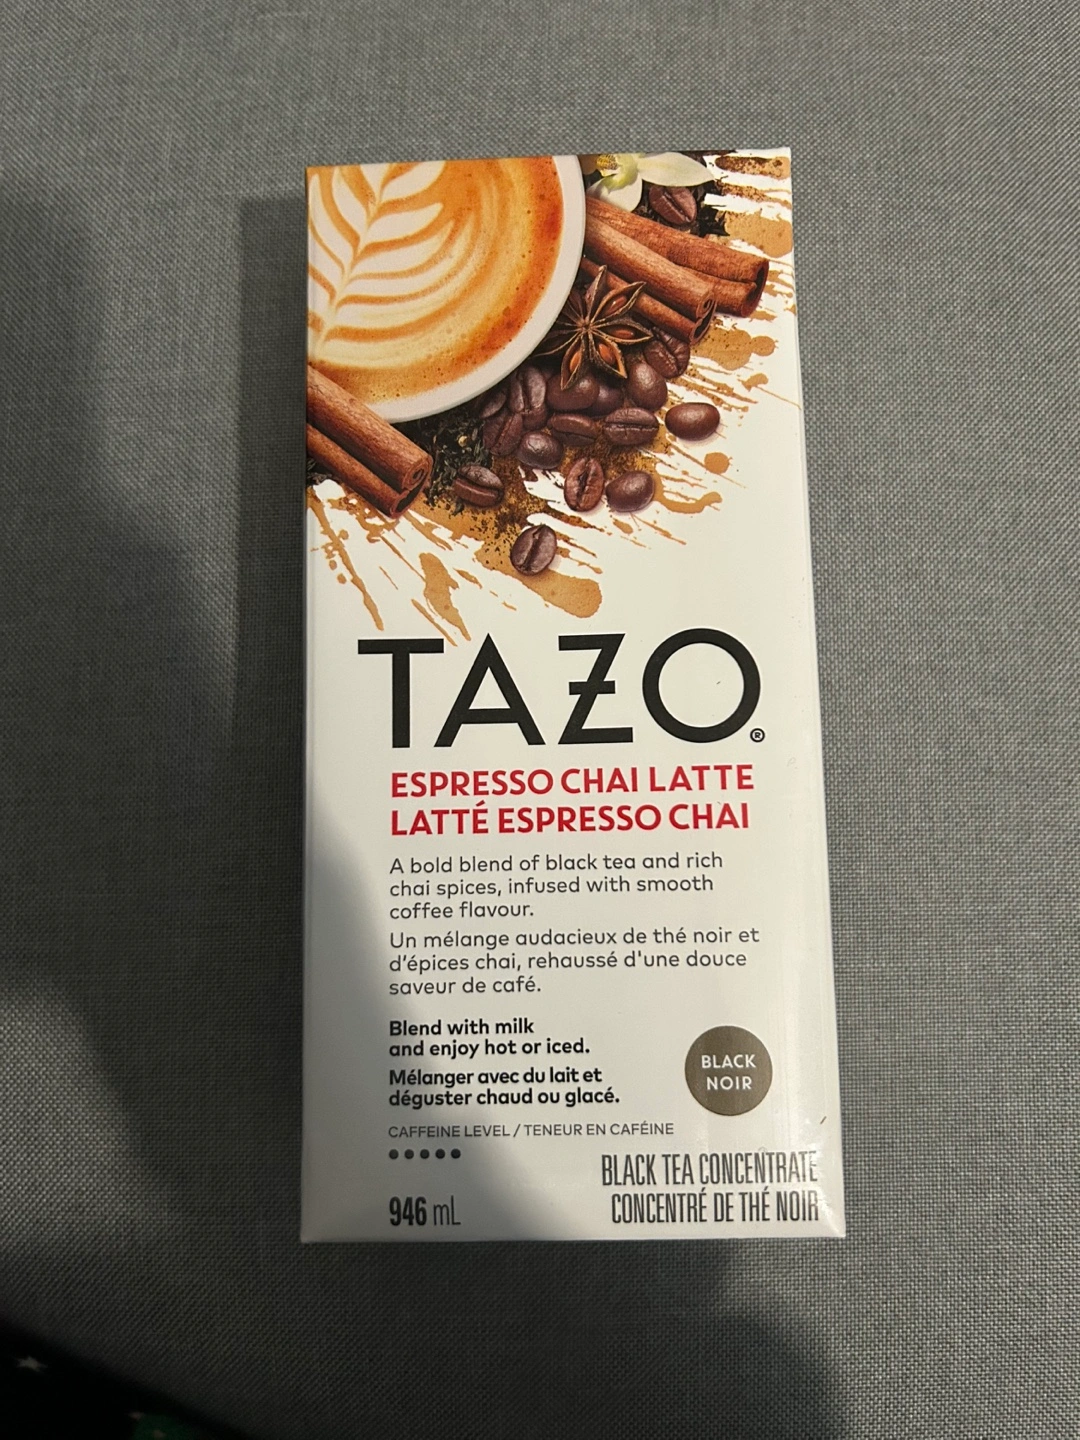 TAZO®
ESPRESSO CHAI LATTE
LATTÉ ESPRESSO CHAI
A bold blend of black tea and rich
chai spices, infused with smooth
coffee flavour.
Un mélange audacieux de thé noir et
d'épices chai, rehaussé d'une douce
saveur de café.
Blend with milk
and enjoy hot or iced.
Mélanger avec du lait et
déguster chaud ou glacé.
BLACK
NOIR
CAFFEINE LEVEL / TENEUR EN CAFÉINE
946 mL
BLACK TEA CONCENTRATE
CONCENTRÉ DE THÉ NOIR